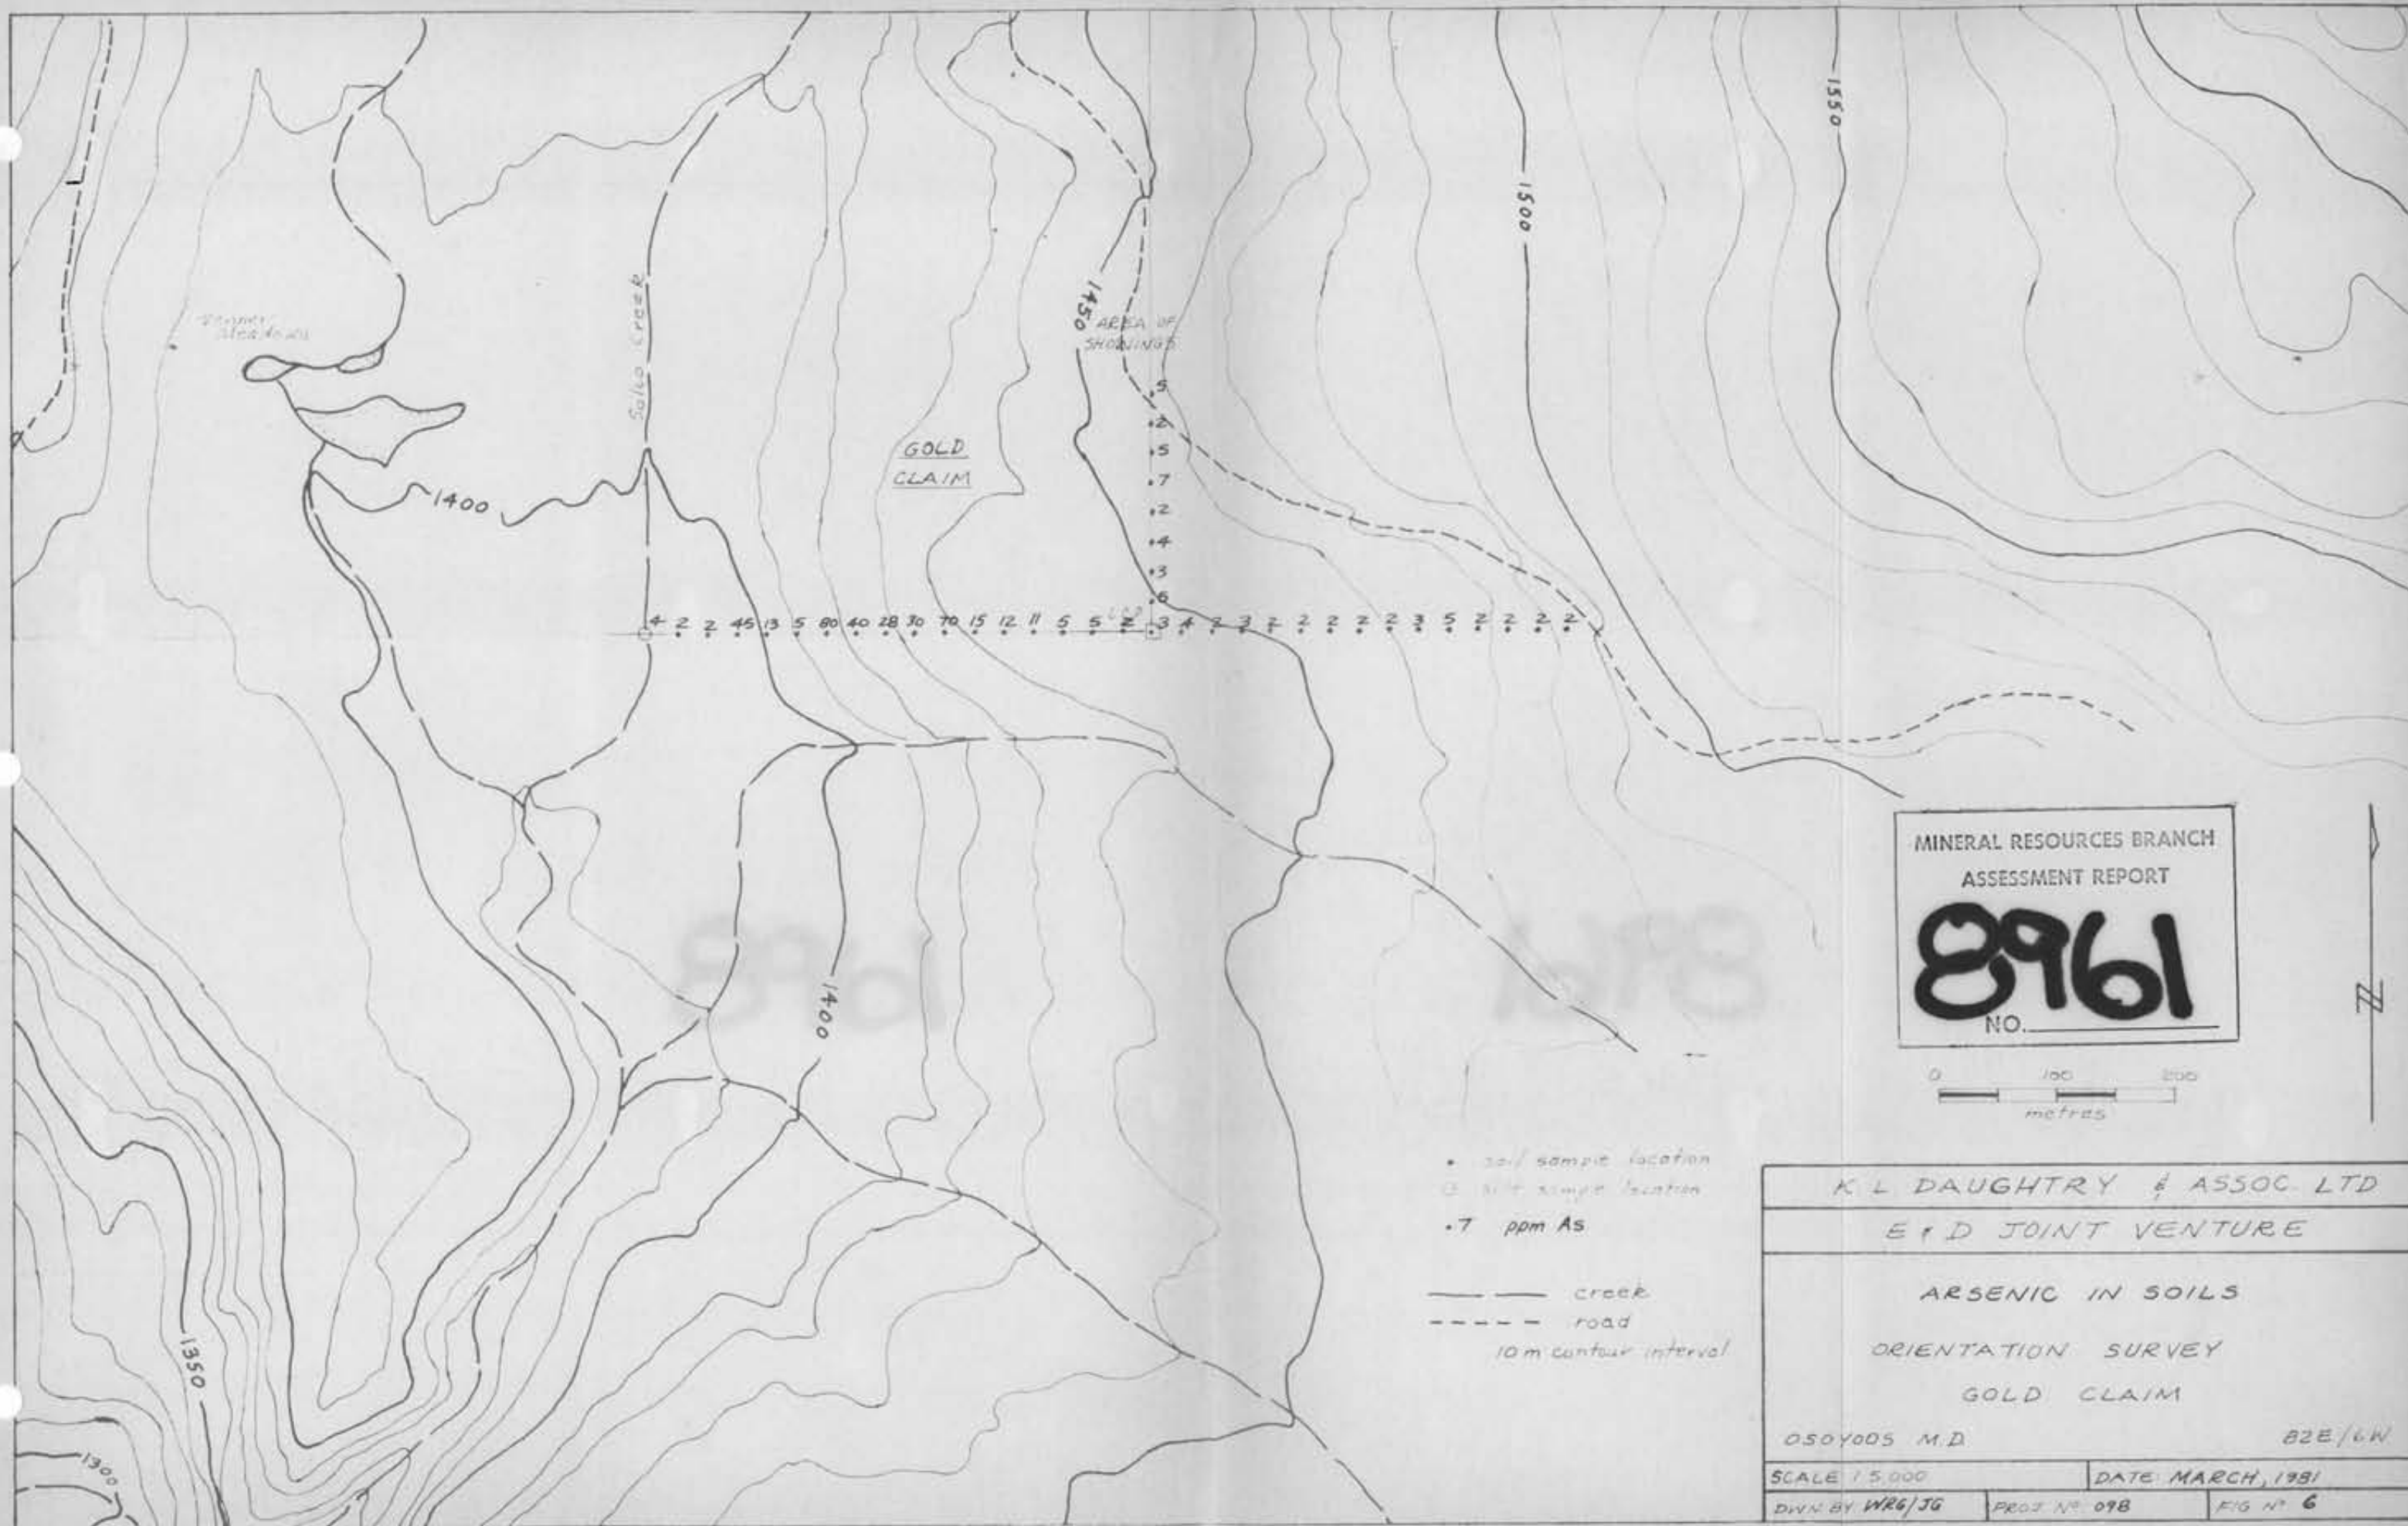 1550
1500
Salco Creek
1450
AREA OF
SHOWINGS
5
2
GOLD
5
CLAIM
7
1400
2
4
3
6
4 2 2 45 13 5 80 40 28 30 70 15 12 11 5 5 2 3 4 2 3 2 2 2 2 2 3 5 2 2 2 2
MINERAL RESOURCES BRANCH
ASSESSMENT REPORT
8961
NO.
1400
0 100 200
metres
N
soil sample location
silt sample location
.7 ppm As
creek
road
10 m contour interval
1350
1300
K L DAUGHTRY & ASSOC. LTD
E & D JOINT VENTURE
ARSENIC IN SOILS
ORIENTATION SURVEY
GOLD CLAIM
OSOYOOS M.D. 82E/6W
SCALE 1:5,000 DATE MARCH, 1981
DWN BY WRG/JG PROJ Nº 098 FIG Nº 6